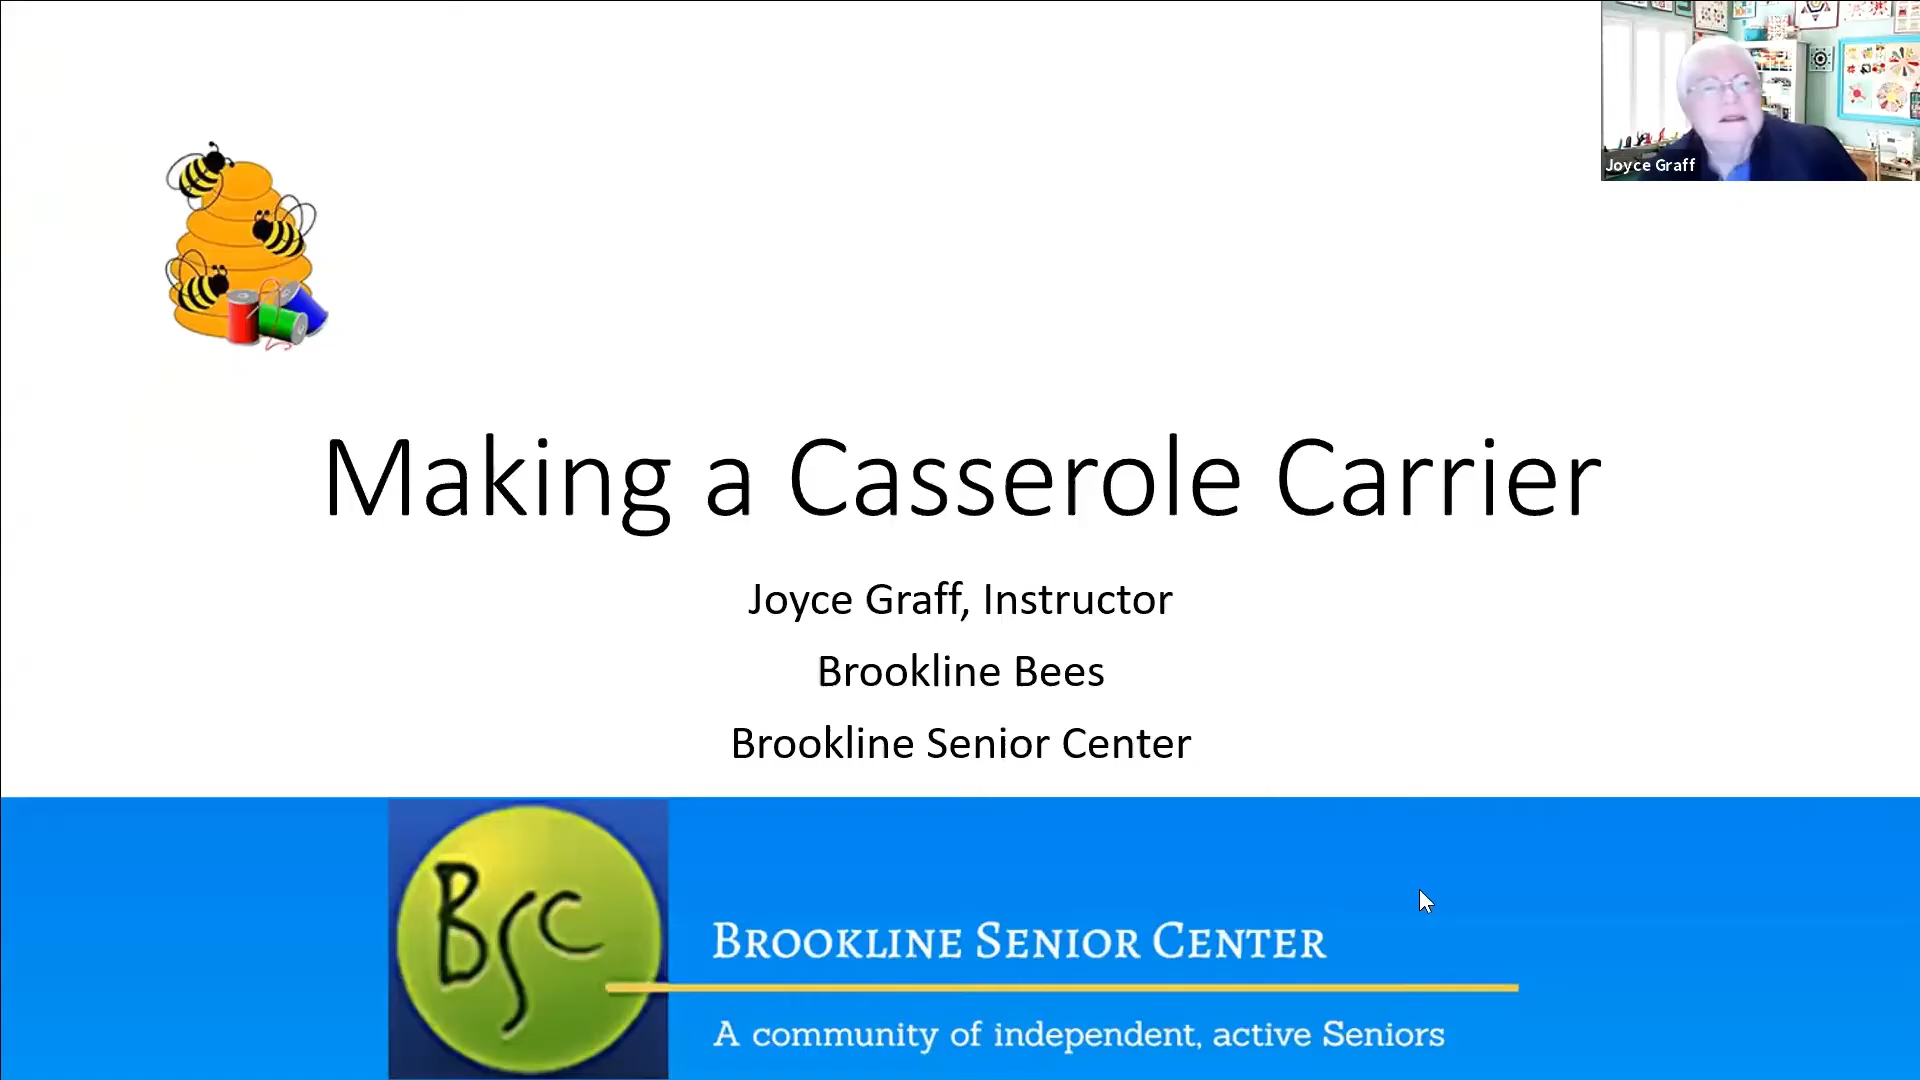 Joyce Graff
Making a Casserole Carrier
Joyce Graff, Instructor
Brookline Bees
Brookline Senior Center
BSC
BROOKLINE SENIOR CENTER
A community of independent, active Seniors